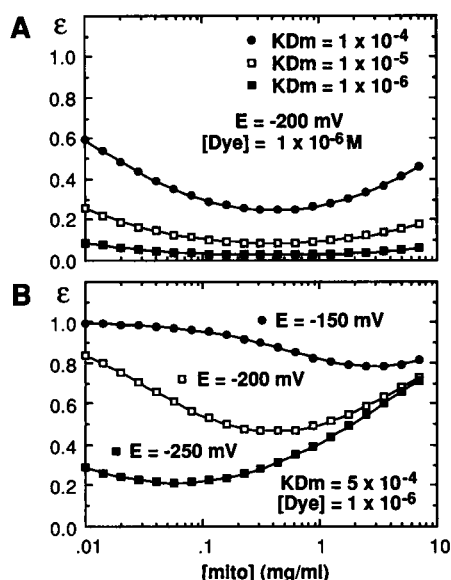 A ε
● KDm = 1 x 10⁻⁴
□ KDm = 1 x 10⁻⁵
■ KDm = 1 x 10⁻⁶
E = -200 mV
[Dye] = 1 x 10⁻⁶ M
1.0
0.8
0.6
0.4
0.2
0.0
B ε
1.0
0.8
0.6
0.4
0.2
0.0
● E = -150 mV
□ E = -200 mV
■ E = -250 mV
KDm = 5 x 10⁻⁴
[Dye] = 1 x 10⁻⁶
.01 .1 1 10
[mito] (mg/ml)